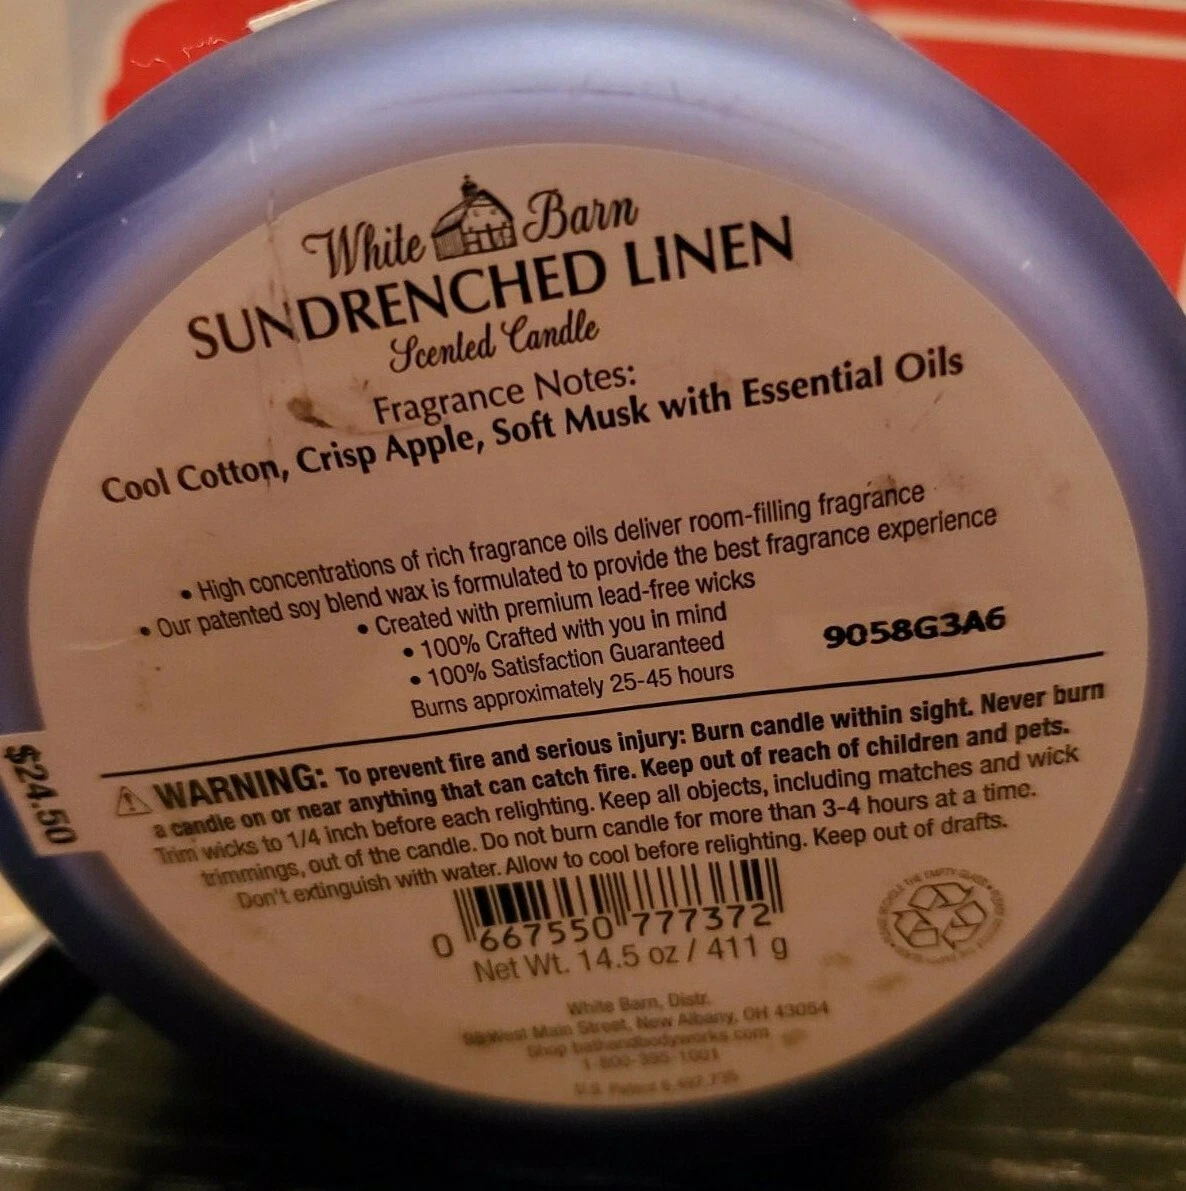 White Barn
SUNDRENCHED LINEN
Scented Candle
Fragrance Notes:
Cool Cotton, Crisp Apple, Soft Musk with Essential Oils
• High concentrations of rich fragrance oils deliver room-filling fragrance
• Our patented soy blend wax is formulated to provide the best fragrance experience
• Created with premium lead-free wicks
• 100% Crafted with you in mind
• 100% Satisfaction Guaranteed
Burns approximately 25-45 hours
9058G3A6
$24.50
WARNING: To prevent fire and serious injury: Burn candle within sight. Never burn
a candle on or near anything that can catch fire. Keep out of reach of children and pets.
Trim wicks to 1/4 inch before each relighting. Keep all objects, including matches and wick
trimmings, out of the candle. Do not burn candle for more than 3-4 hours at a time.
Don't extinguish with water. Allow to cool before relighting. Keep out of drafts.
0 667550 777372
Net Wt. 14.5 oz / 411 g
White Barn, Distr.
West Main Street, New Albany, OH 43054
Shop bathandbodyworks.com
U.S. Patent